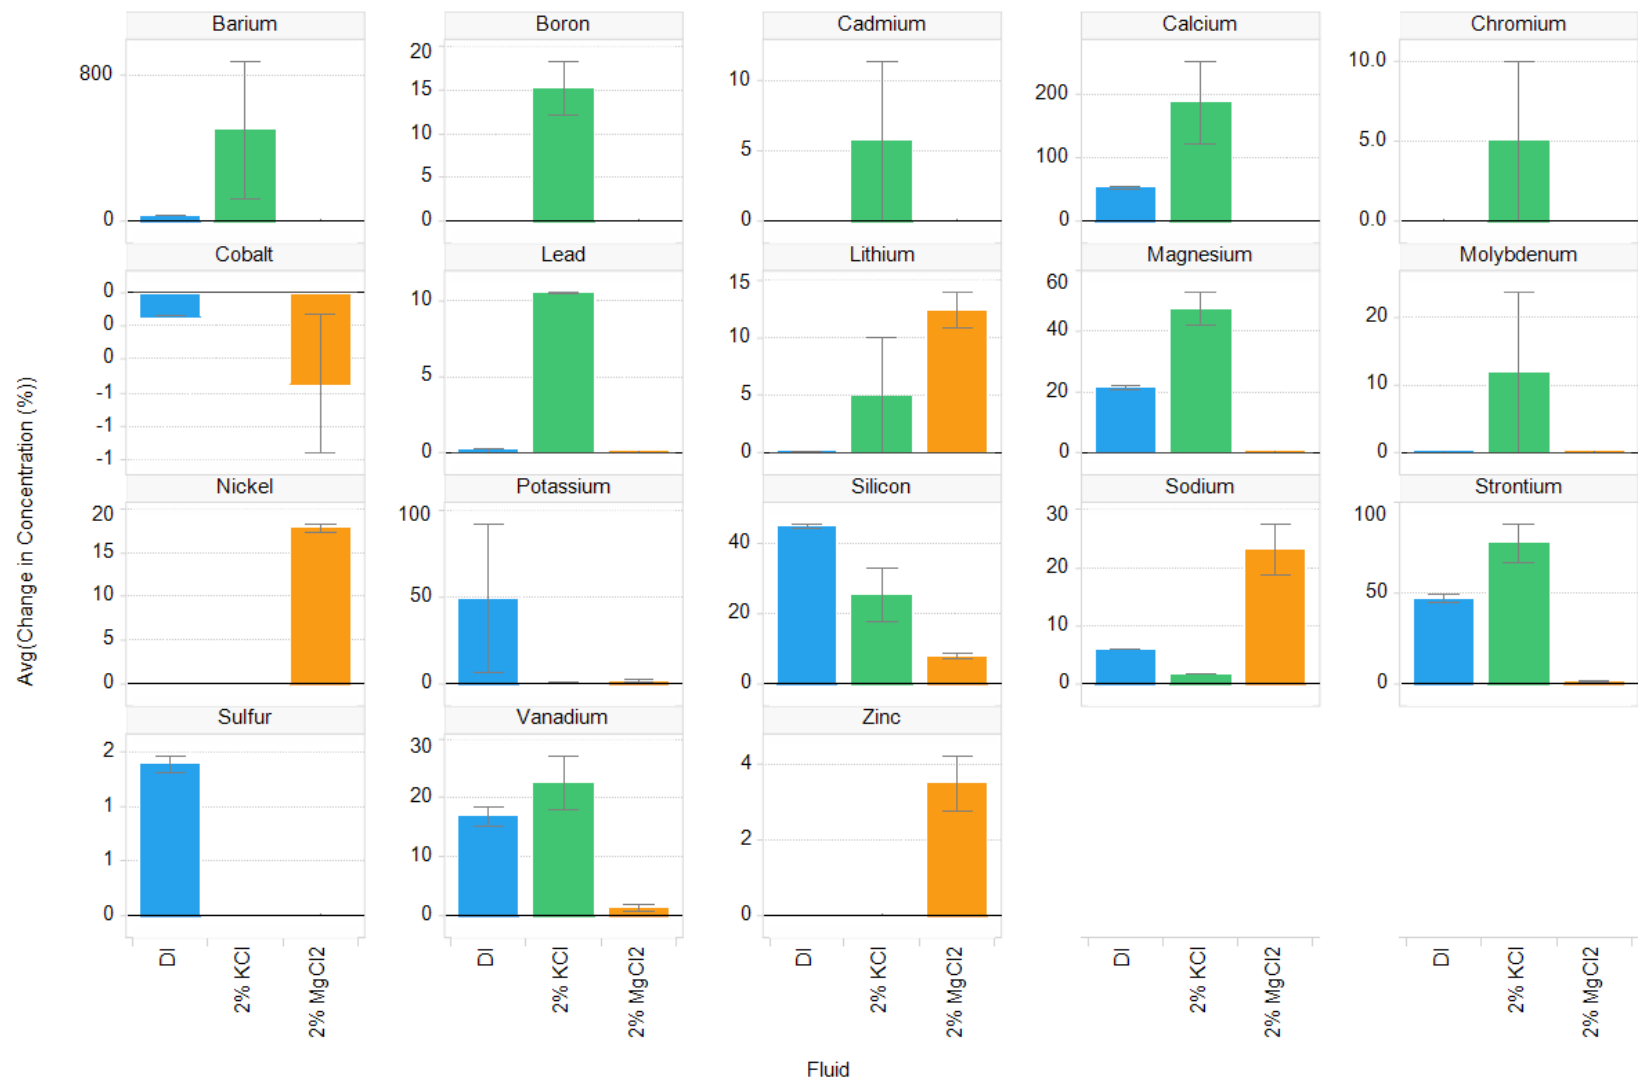 Barium
Boron
Cadmium
Calcium
Chromium
800
0
20
15
10
5
0
10
5
0
200
100
0
10.0
5.0
0.0
Cobalt
Lead
Lithium
Magnesium
Molybdenum
0
0
0
-1
-1
-1
10
5
0
15
10
5
0
60
40
20
0
20
10
0
Nickel
Potassium
Silicon
Sodium
Strontium
20
15
10
5
0
100
50
0
40
20
0
30
20
10
0
100
50
0
Sulfur
Vanadium
Zinc
2
1
1
0
30
20
10
0
4
2
0
Avg(Change in Concentration (%))
DI
2% KCl
2% MgCl2
DI
2% KCl
2% MgCl2
DI
2% KCl
2% MgCl2
DI
2% KCl
2% MgCl2
DI
2% KCl
2% MgCl2
Fluid